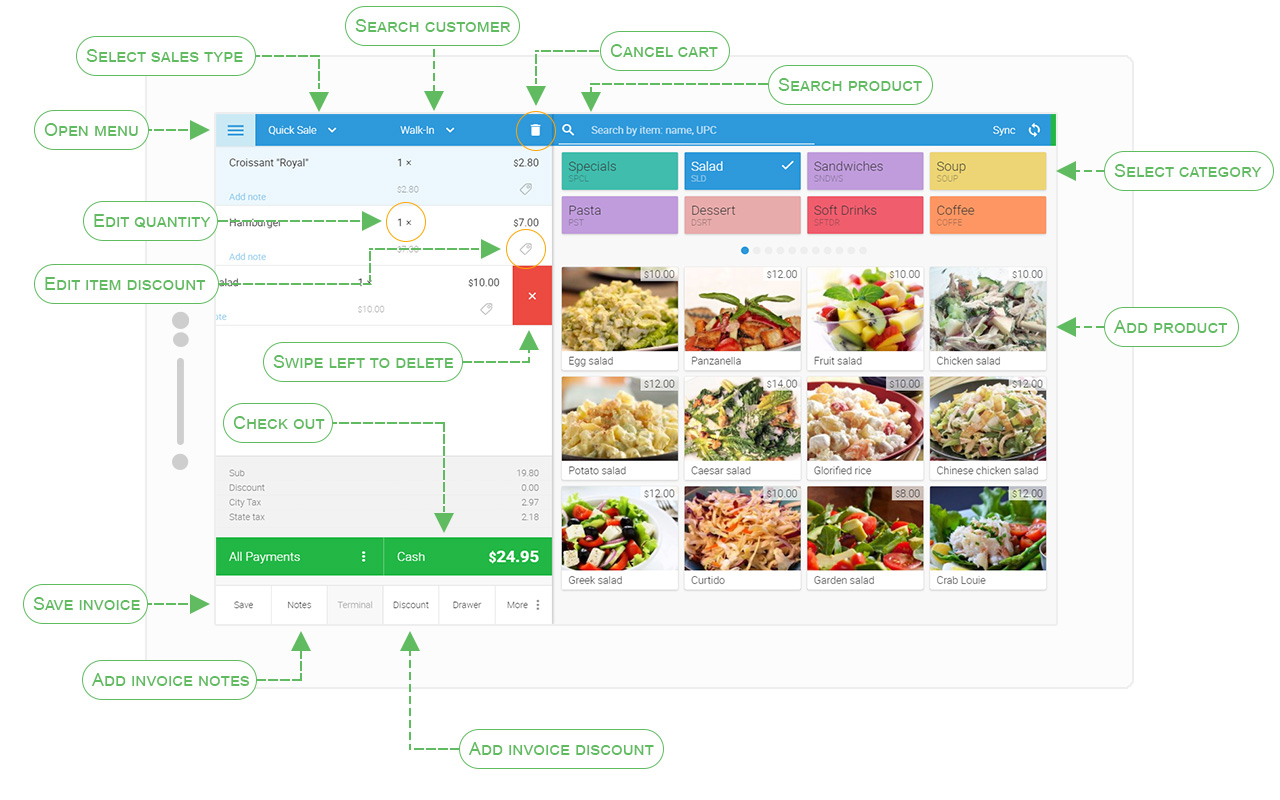 Search customer
Select sales type
Cancel cart
Search product
Open menu
Quick Sale
Walk-In
Search by item: name, UPC
Sync
Croissant "Royal"
1 ×
$2.80
$2.80
Add note
Edit quantity
Hamburger
1 ×
$7.00
$7.00
Add note
Edit item discount
alad
1 ×
$10.00
$10.00
ote
×
Swipe left to delete
Check out
Sub
19.80
Discount
0.00
City Tax
2.97
State tax
2.18
All Payments
Cash
$24.95
Save invoice
Save
Notes
Terminal
Discount
Drawer
More
Add invoice notes
Add invoice discount
Specials
SPCL
Salad
SLD
Sandwiches
SNDWS
Soup
SOUP
Select category
Pasta
PST
Dessert
DSRT
Soft Drinks
SFTDR
Coffee
COFFE
$10.00
Egg salad
$12.00
Panzanella
$10.00
Fruit salad
$10.00
Chicken salad
Add product
$12.00
Potato salad
$14.00
Caesar salad
$10.00
Glorified rice
$12.00
Chinese chicken salad
$12.00
Greek salad
$10.00
Curtido
$8.00
Garden salad
$12.00
Crab Louie